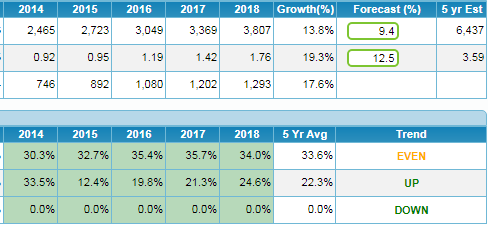 2014 2015 2016 2017 2018 Growth(%) Forecast (%) 5 yr Est
2,465 2,723 3,049 3,369 3,807 13.8% 9.4 6,437
0.92 0.95 1.19 1.42 1.76 19.3% 12.5 3.59
746 892 1,080 1,202 1,293 17.6%
2014 2015 2016 2017 2018 5 Yr Avg Trend
30.3% 32.7% 35.4% 35.7% 34.0% 33.6% EVEN
33.5% 12.4% 19.8% 21.3% 24.6% 22.3% UP
0.0% 0.0% 0.0% 0.0% 0.0% 0.0% DOWN